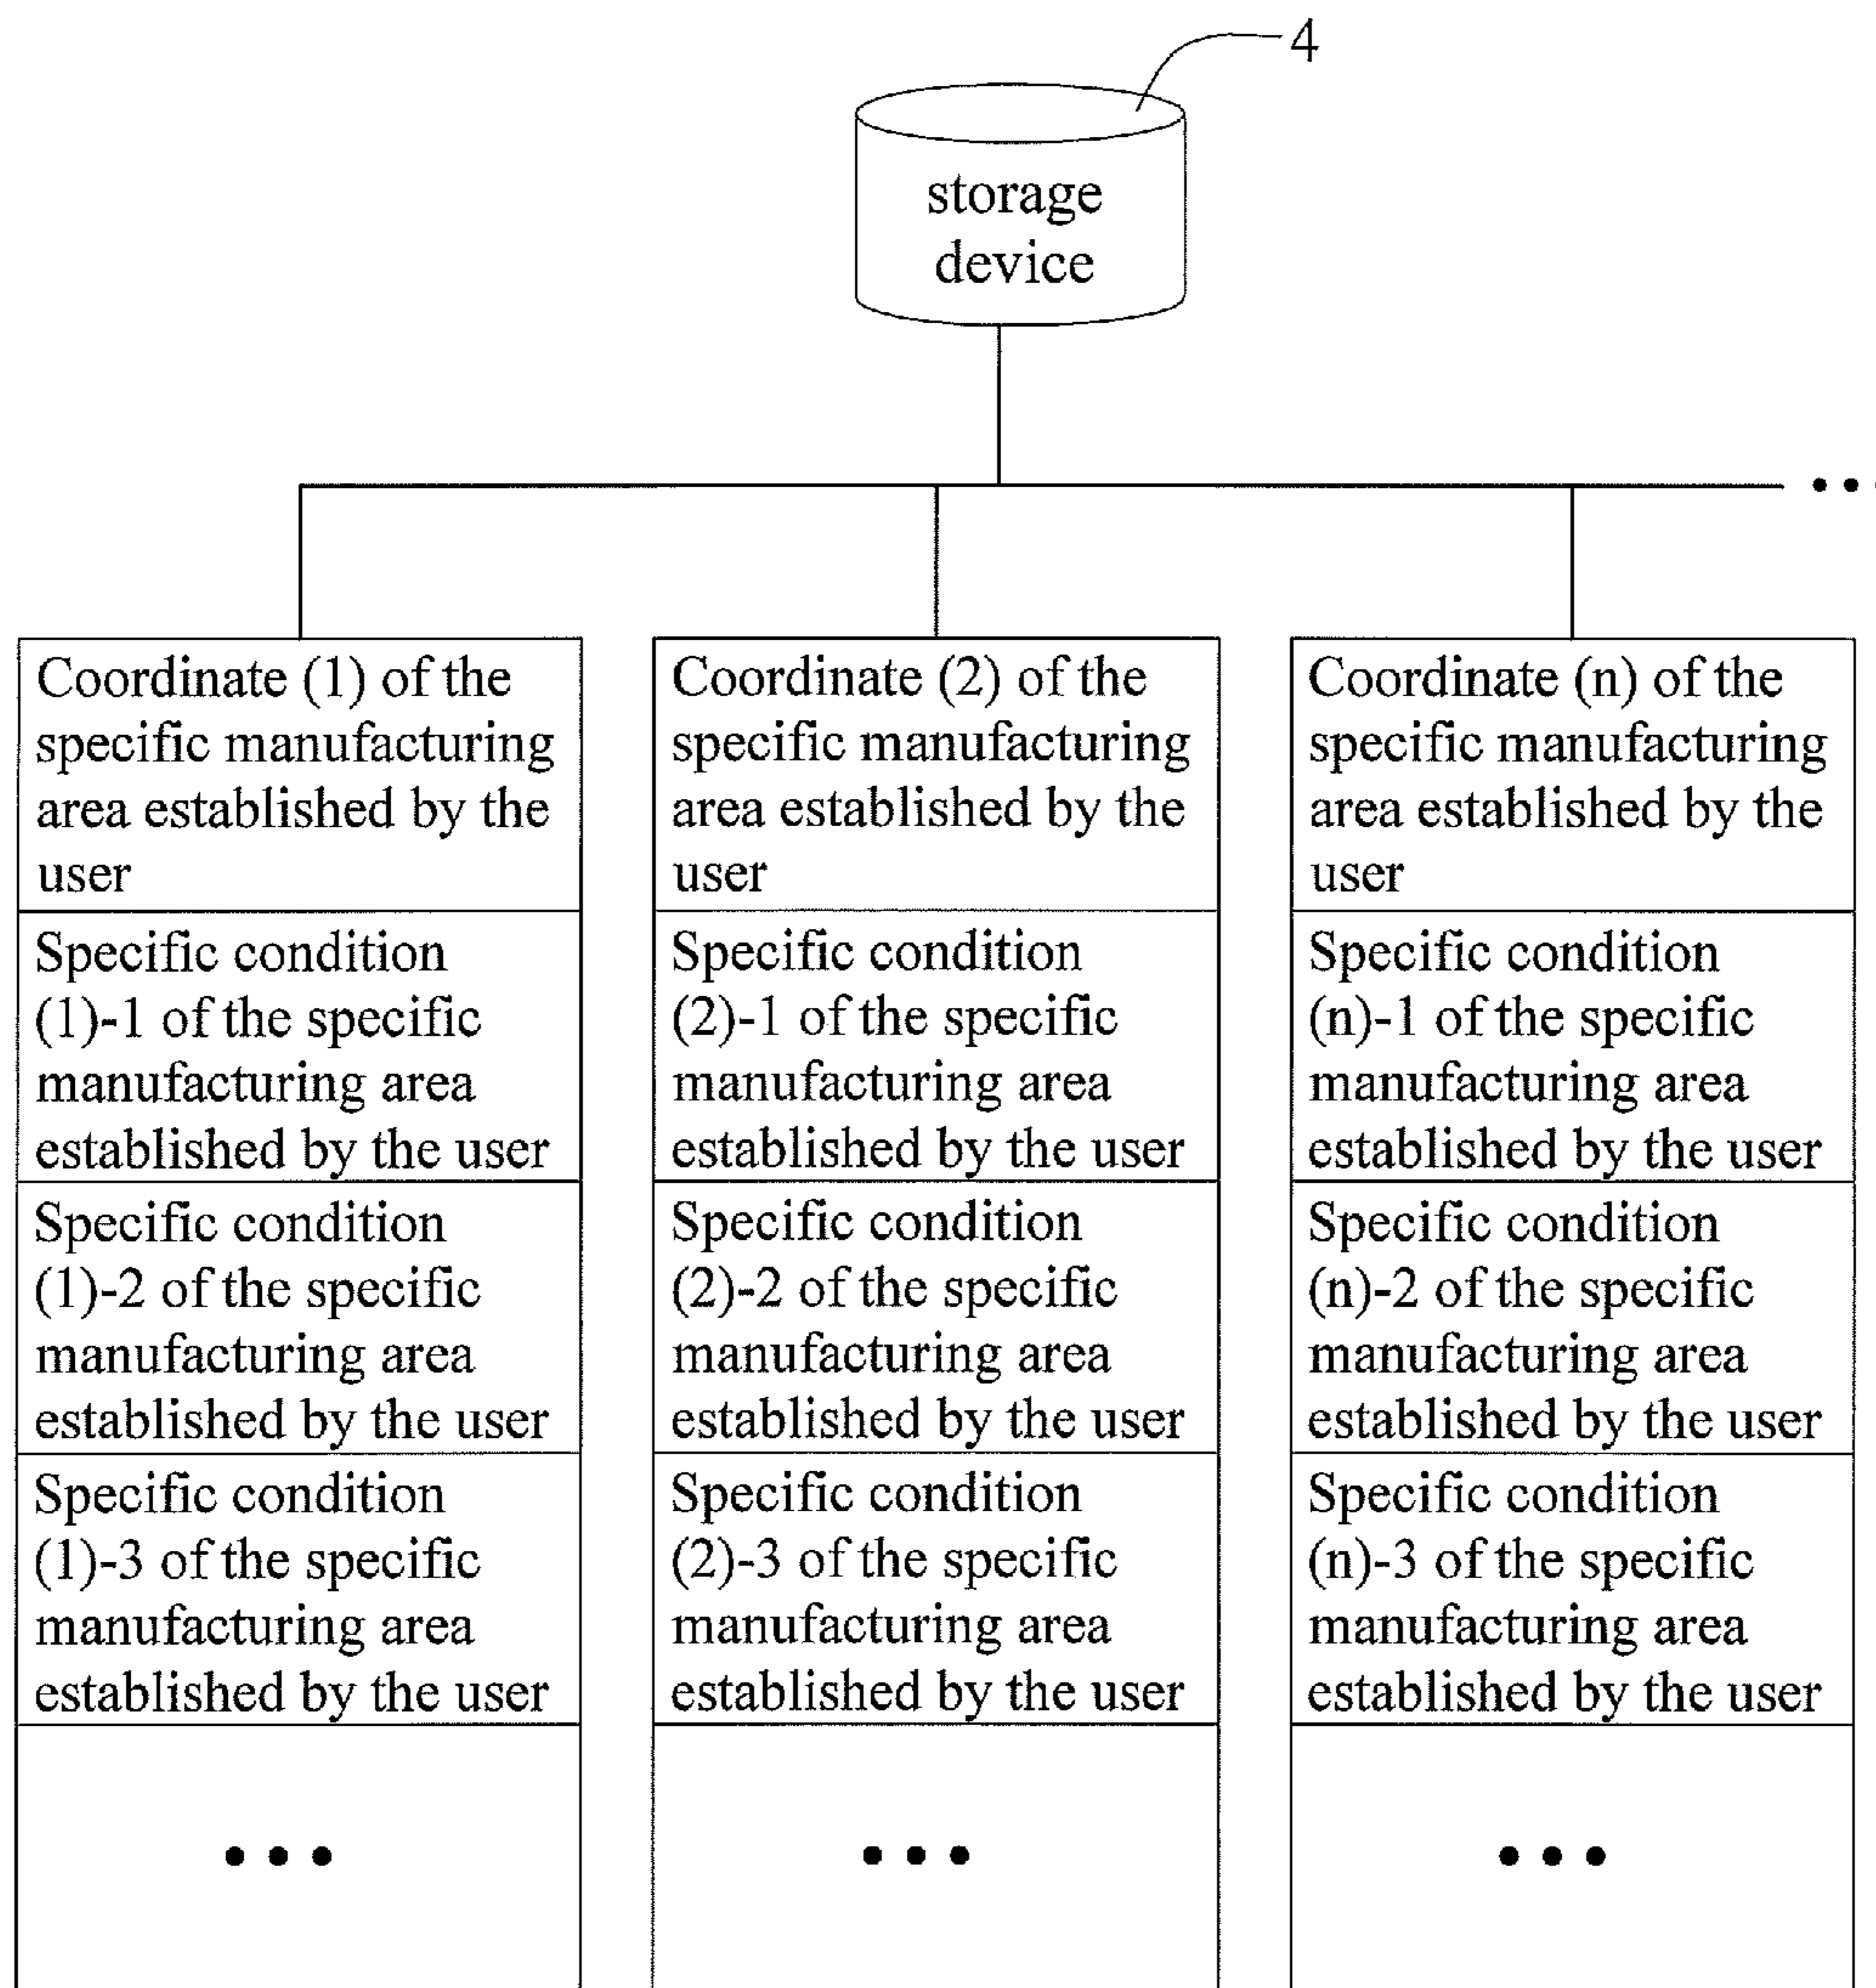 4
storage
device
•••
Coordinate (1) of the
specific manufacturing
area established by the
user
Specific condition
(1)-1 of the specific
manufacturing area
established by the user
Specific condition
(1)-2 of the specific
manufacturing area
established by the user
Specific condition
(1)-3 of the specific
manufacturing area
established by the user
•••
Coordinate (2) of the
specific manufacturing
area established by the
user
Specific condition
(2)-1 of the specific
manufacturing area
established by the user
Specific condition
(2)-2 of the specific
manufacturing area
established by the user
Specific condition
(2)-3 of the specific
manufacturing area
established by the user
•••
Coordinate (n) of the
specific manufacturing
area established by the
user
Specific condition
(n)-1 of the specific
manufacturing area
established by the user
Specific condition
(n)-2 of the specific
manufacturing area
established by the user
Specific condition
(n)-3 of the specific
manufacturing area
established by the user
•••